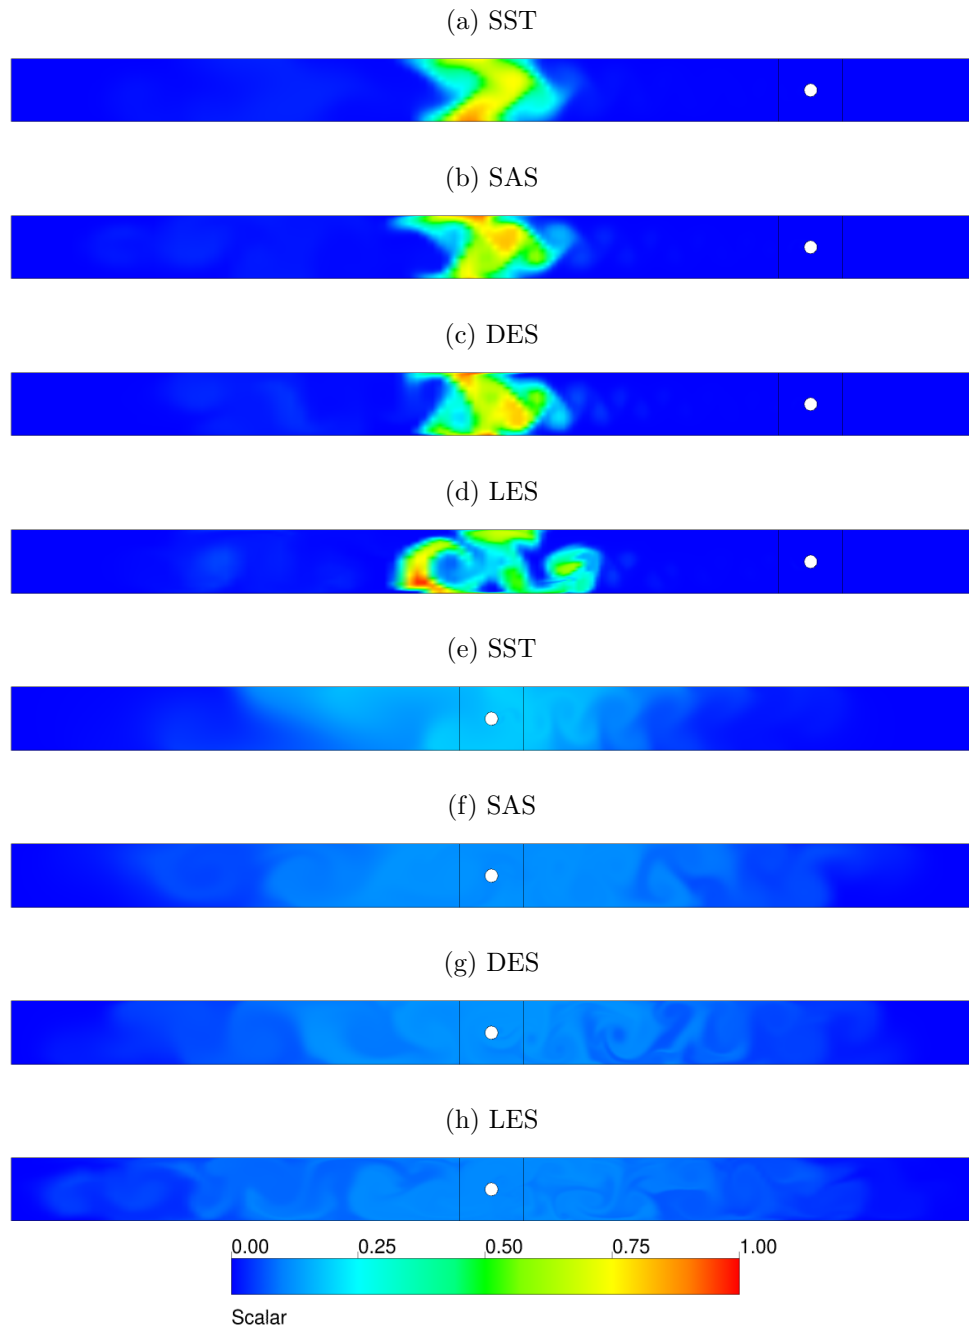 (a) SST
(b) SAS
(c) DES
(d) LES
(e) SST
(f) SAS
(g) DES
(h) LES
0.00 0.25 0.50 0.75 1.00
Scalar